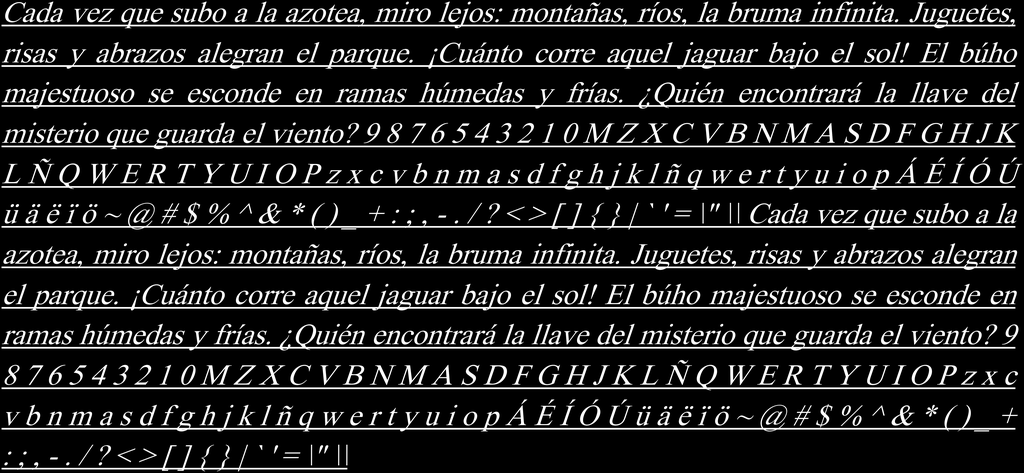 Cada vez que subo a la azotea, miro lejos: montañas, ríos, la bruma infinita. Juguetes,
risas y abrazos alegran el parque. ¡Cuánto corre aquel jaguar bajo el sol! El búho
majestuoso se esconde en ramas húmedas y frías. ¿Quién encontrará la llave del
misterio que guarda el viento? 9 8 7 6 5 4 3 2 1 0 M Z X C V B N M A S D F G H J K
L Ñ Q W E R T Y U I O P z x c v b n m a s d f g h j k l ñ q w e r t y u i o p Á É Í Ó Ú
ü ä ë ï ö ~ @ # $ % ^ & * ( ) _ + : ; , - . / ? < > [ ] { } | ` ' = \" \\ Cada vez que subo a la
azotea, miro lejos: montañas, ríos, la bruma infinita. Juguetes, risas y abrazos alegran
el parque. ¡Cuánto corre aquel jaguar bajo el sol! El búho majestuoso se esconde en
ramas húmedas y frías. ¿Quién encontrará la llave del misterio que guarda el viento? 9
8 7 6 5 4 3 2 1 0 M Z X C V B N M A S D F G H J K L Ñ Q W E R T Y U I O P z x c
v b n m a s d f g h j k l ñ q w e r t y u i o p Á É Í Ó Ú ü ä ë ï ö ~ @ # $ % ^ & * ( ) _ +
: ; , - . / ? < > [ ] { } | ` ' = \" \\